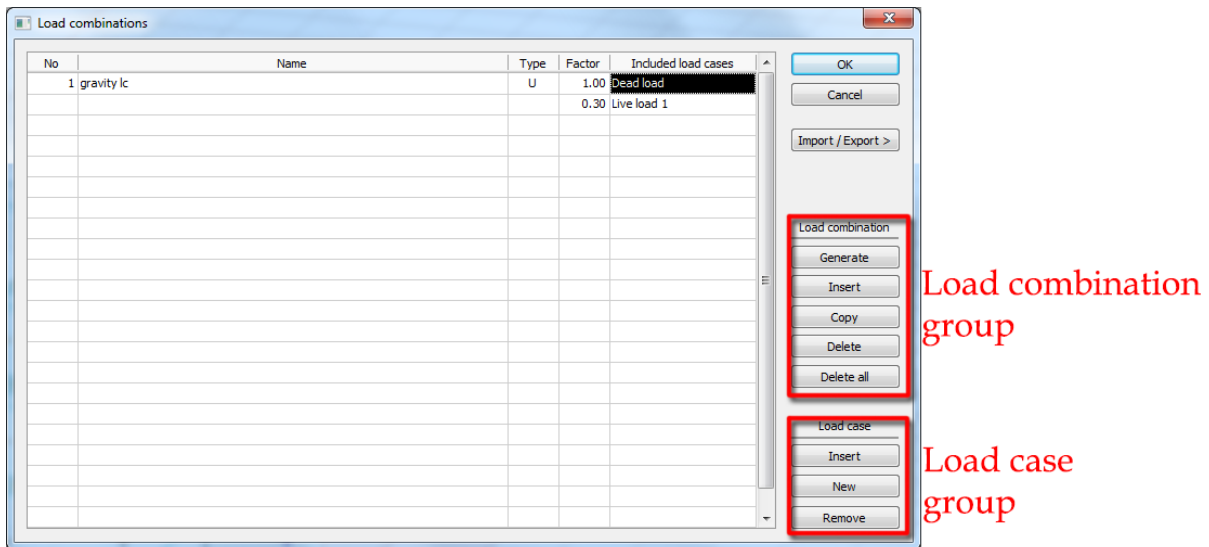 Load combinations
No Name Type Factor Included load cases
1 gravity lc U 1.00 Dead load
0.30 Live load 1
OK
Cancel
Import / Export >
Load combination
Generate
Insert
Copy
Delete
Delete all
Load combination
group
Load case
Insert
New
Remove
Load case
group